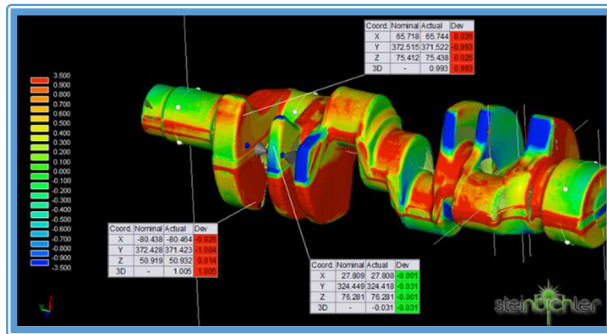 Coord. Nominal Actual Dev
X 65.718 65.744 0.026
Y 372.515 371.522 -0.993
Z 75.412 75.438 0.025
3D - 0.993 0.993
3.500
0.900
0.800
0.700
0.600
0.500
0.400
0.300
0.200
0.100
0.000
-0.100
-0.200
-0.300
-0.400
-0.500
-0.600
-0.700
-0.800
-0.900
-3.500
Coord. Nominal Actual Dev
X -80.438 -80.464 -0.026
Y 372.428 371.423 -1.004
Z 50.919 50.932 0.014
3D - 1.005 1.005
Coord. Nominal Actual Dev
X 27.809 27.808 -0.001
Y 324.449 324.418 -0.031
Z 76.281 76.281 -0.001
3D - -0.031 -0.031
steinbichler